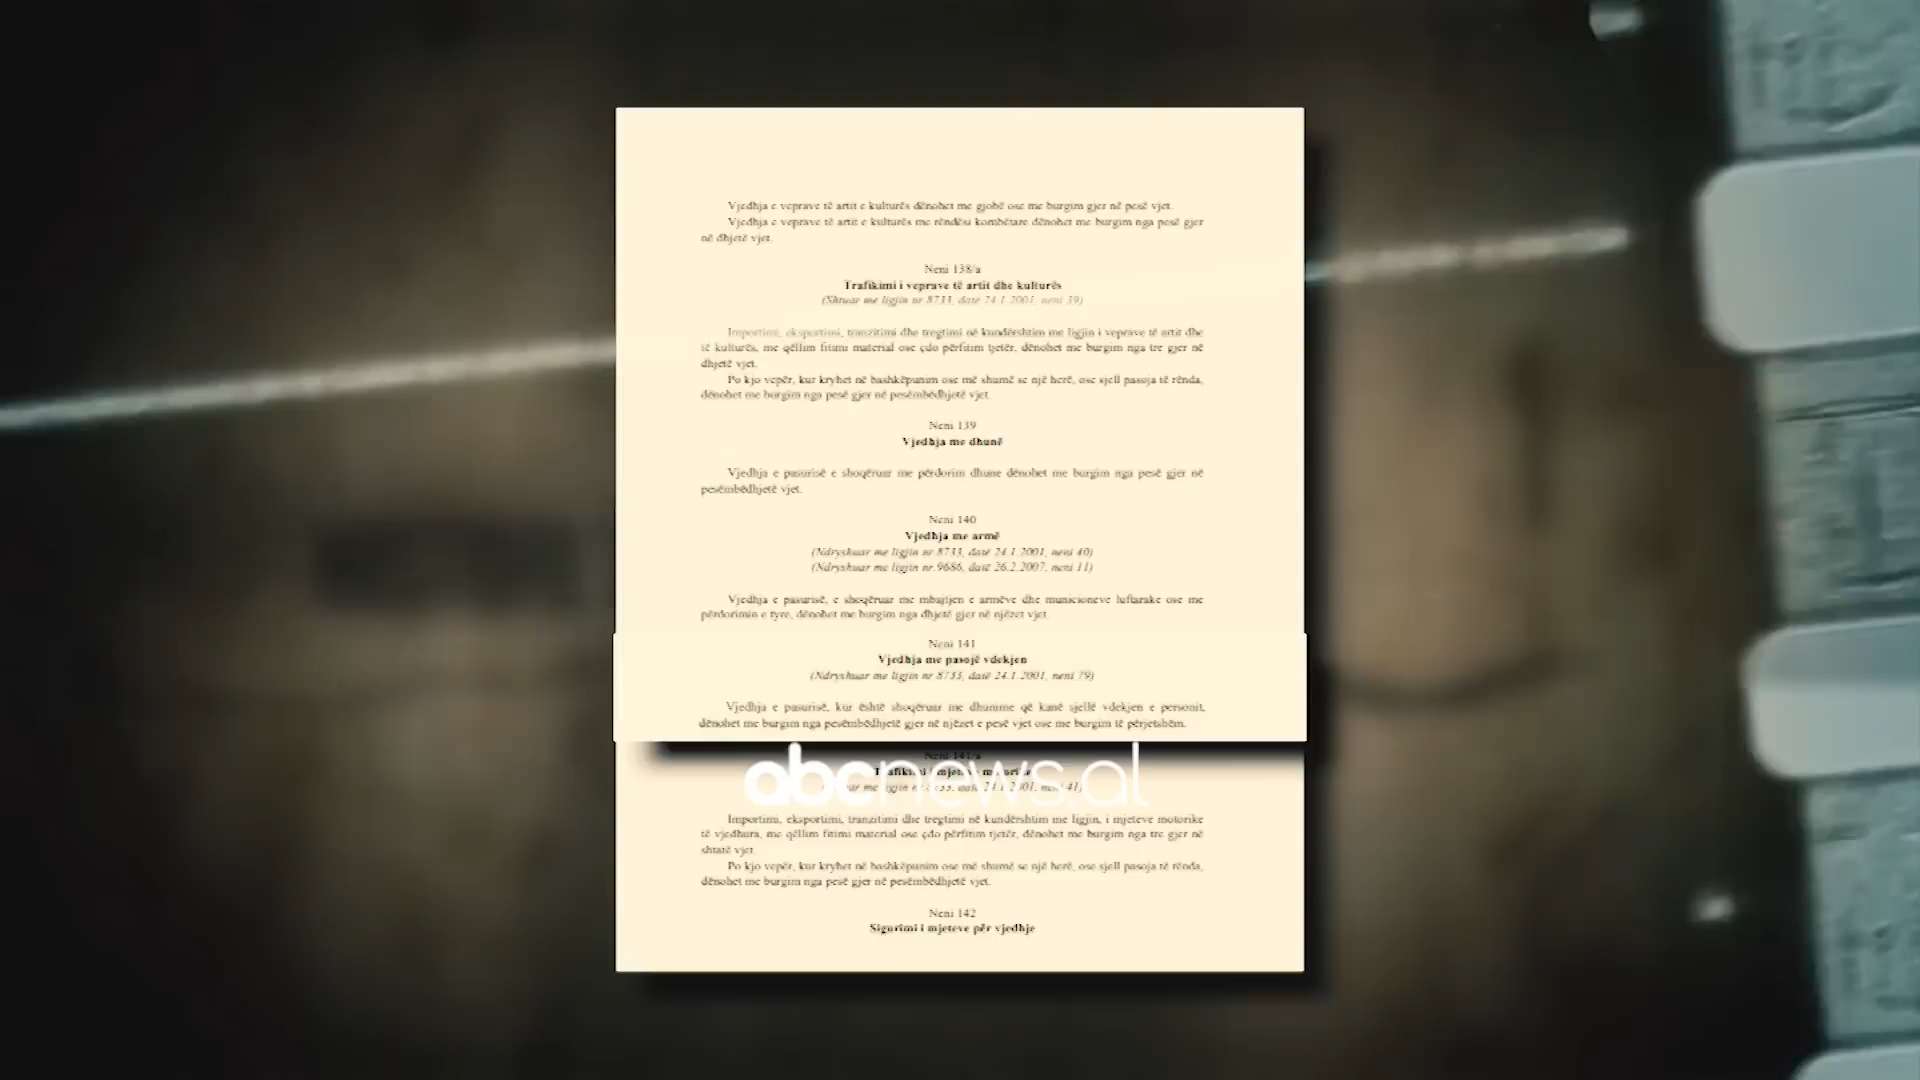 Vjedhja e veprave të artit e kulturës dënohet me gjobë ose me burgim gjer në pesë vjet.
Vjedhja e veprave të artit e kulturës me rëndësi kombëtare dënohet me burgim nga pesë gjer
në dhjetë vjet.
Neni 138/a
Trafikimi i veprave të artit dhe kulturës
(Shtuar me ligjin nr 8733, datë 24.1.2001, neni 39)
Importimi, eksportimi, tranzitimi dhe tregtimi në kundërshtim me ligjin i veprave të artit dhe
të kulturës, me qëllim fitimi material ose çdo përfitim tjetër, dënohet me burgim nga tre gjer në
dhjetë vjet.
Po kjo vepër, kur kryhet në bashkëpunim ose më shumë se një herë, ose sjell pasoja të rënda,
dënohet me burgim nga pesë gjer në pesëmbëdhjetë vjet.
Neni 139
Vjedhja me dhunë
Vjedhja e pasurisë e shoqëruar me përdorim dhune dënohet me burgim nga pesë gjer në
pesëmbëdhjetë vjet.
Neni 140
Vjedhja me armë
(Ndryshuar me ligjin nr 8733, datë 24.1.2001, neni 40)
(Ndryshuar me ligjin nr.9686, datë 26.2.2007, neni 11)
Vjedhja e pasurisë, e shoqëruar me mbajtjen e armëve dhe municioneve luftarake ose me
përdorimin e tyre, dënohet me burgim nga dhjetë gjer në njëzet vjet.
Neni 141
Vjedhja me pasojë vdekjen
(Ndryshuar me ligjin nr 8733, datë 24.1.2001, neni 79)
Vjedhja e pasurisë, kur është shoqëruar me dhunime që kanë sjellë vdekjen e personit,
dënohet me burgim nga pesëmbëdhjetë gjer në njëzet e pesë vjet ose me burgim të përjetshëm.
Neni 141/a
Trafikimi i mjeteve motorike
me ligjin nr.8733, datë 24.1.2001, neni 41)
abcnews.al
Importimi, eksportimi, tranzitimi dhe tregtimi në kundërshtim me ligjin, i mjeteve motorike
të vjedhura, me qëllim fitimi material ose çdo përfitim tjetër, dënohet me burgim nga tre gjer në
shtatë vjet.
Po kjo vepër, kur kryhet në bashkëpunim ose më shumë se një herë, ose sjell pasoja të rënda,
dënohet me burgim nga pesë gjer në pesëmbëdhjetë vjet.
Neni 142
Sigurimi i mjeteve për vjedhje